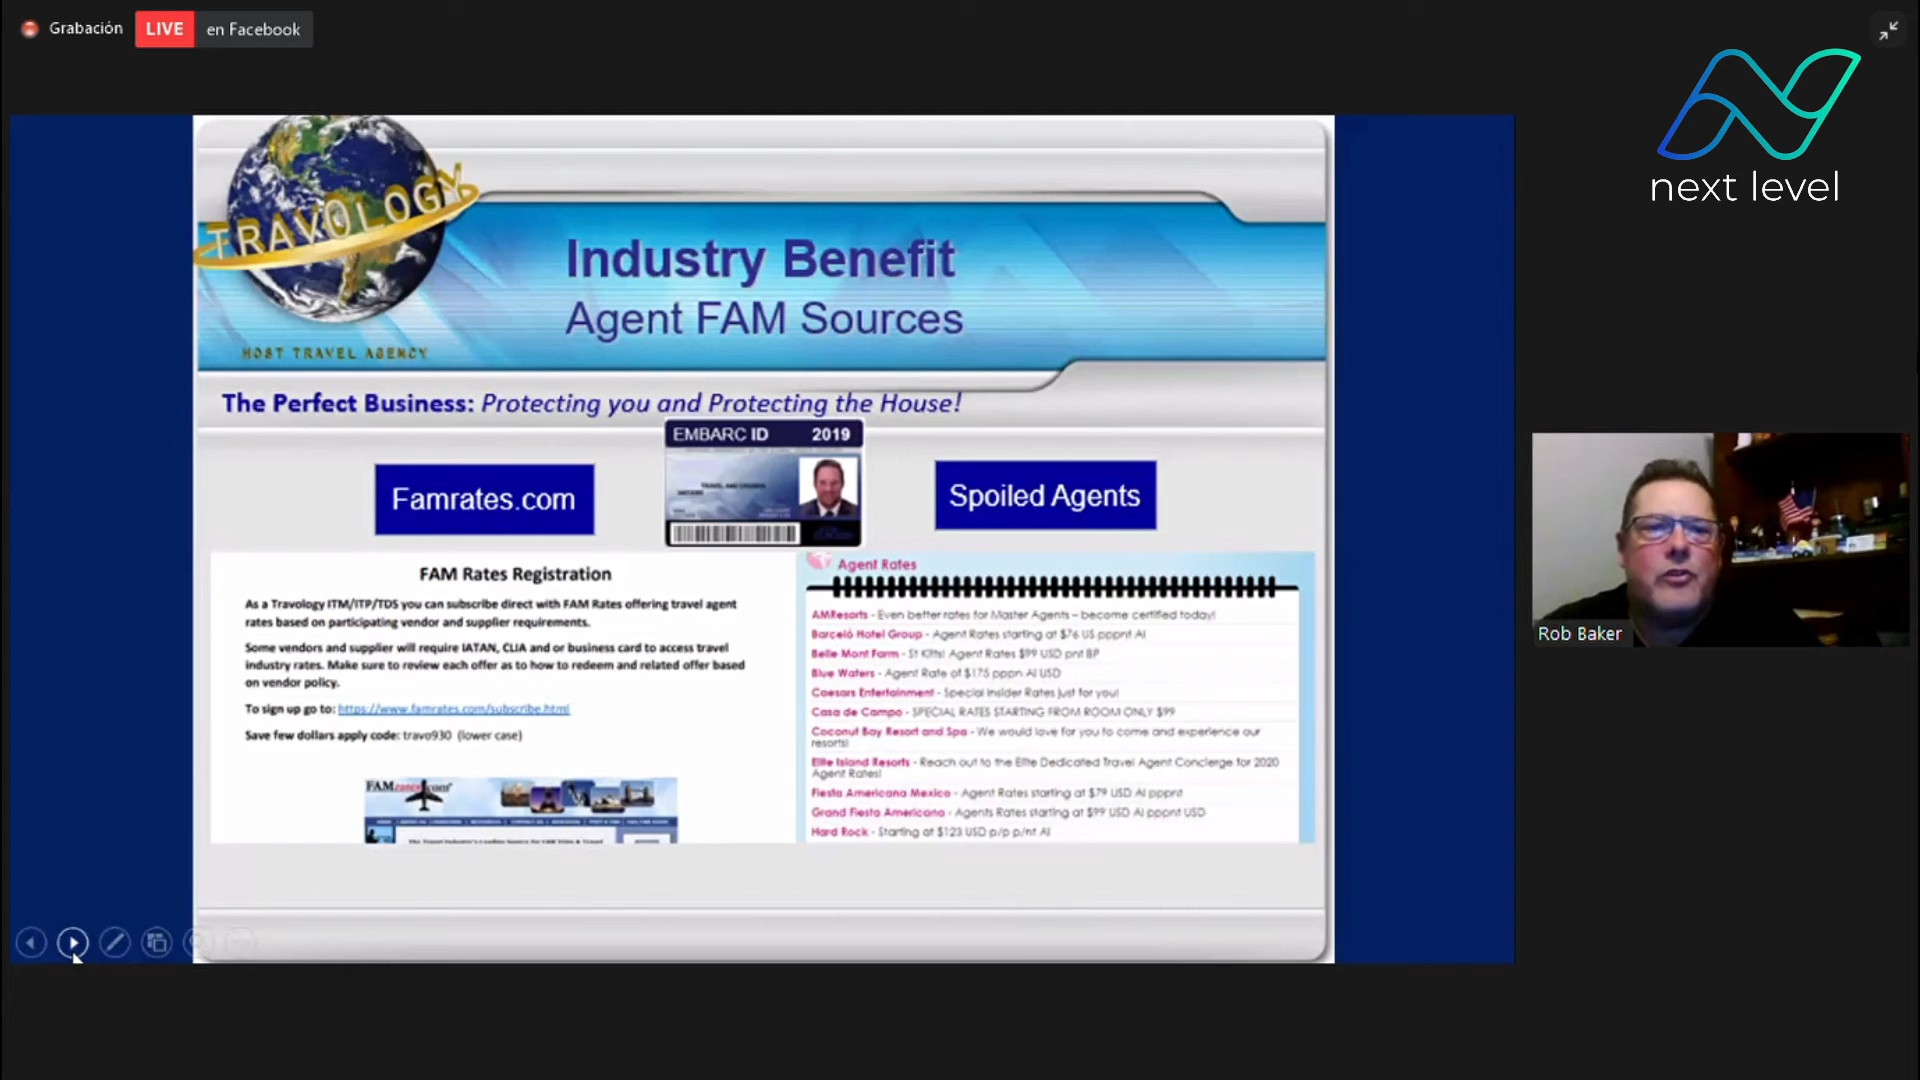 Grabación LIVE en Facebook
next level
TRAVOLOGY
HOST TRAVEL AGENCY
Industry Benefit
Agent FAM Sources
The Perfect Business: Protecting you and Protecting the House!
EMBARC ID 2019
Famrates.com
Spoiled Agents
FAM Rates Registration
As a Travology ITM/ITP/TDS you can subscribe direct with FAM Rates offering travel agent
rates based on participating vendor and supplier requirements.
Some vendors and supplier will require IATAN, CLIA and or business card to access travel
industry rates. Make sure to review each offer as to how to redeem and related offer based
on vendor policy.
To sign up go to: https://www.famrates.com/subscribe.html
Save few dollars apply code: travo930 (lower case)
FAMrates.com
Agent Rates
AMResorts - Even better rates for Master Agents – become certified today!
Barceló Hotel Group - Agent Rates starting at $76 US pppnt AI
Belle Mont Farm - St Kitts! Agent Rates $99 USD pnt BP
Blue Waters - Agent Rate of $175 pppn AI USD
Caesars Entertainment - Special Insider Rates just for you!
Casa de Campo - SPECIAL RATES STARTING FROM ROOM ONLY $99
Coconut Bay Resort and Spa - We would love for you to come and experience our
resorts!
Elite Island Resorts - Reach out to the Elite Dedicated Travel Agent Concierge for 2020
Agent Rates!
Fiesta Americana Mexico - Agent Rates starting at $79 USD AI pppnt
Grand Fiesta Americana - Agents Rates starting at $99 USD AI pppnt USD
Hard Rock - Starting at $123 USD p/p p/nt AI
Rob Baker